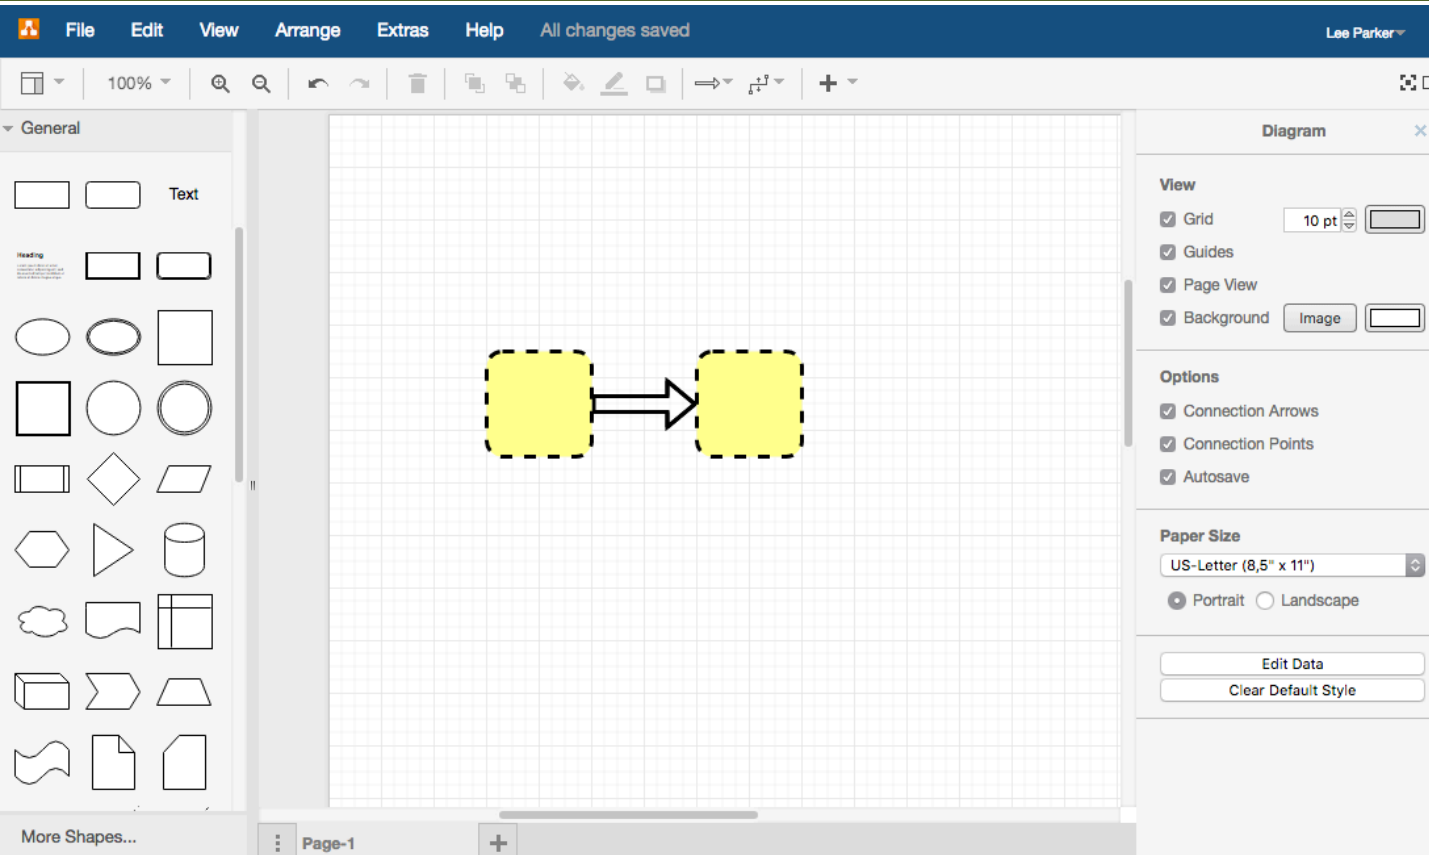 File Edit View Arrange Extras Help All changes saved Lee Parker
100%
General
Diagram
Text
Heading
View
Grid 10 pt
Guides
Page View
Background Image
Options
Connection Arrows
Connection Points
Autosave
Paper Size
US-Letter (8,5" x 11")
Portrait Landscape
Edit Data
Clear Default Style
More Shapes...
Page-1